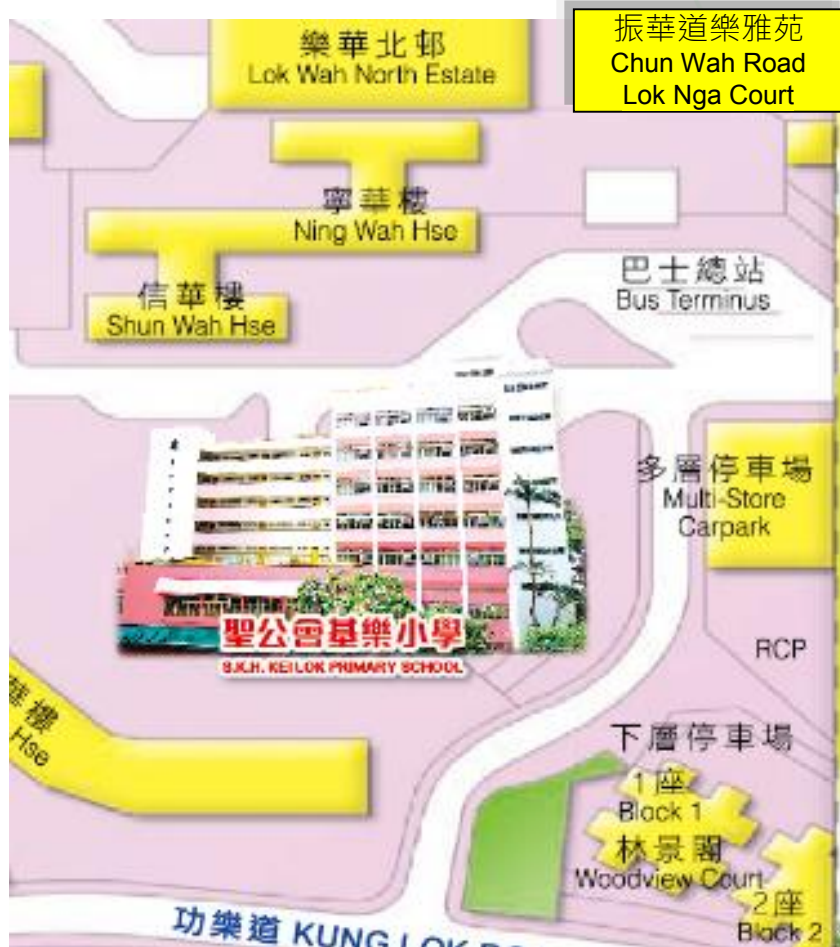 振華道樂雅苑
Chun Wah Road
Lok Nga Court
樂華北邨
Lok Wah North Estate
寧華樓
Ning Wah Hse
信華樓
Shun Wah Hse
巴士總站
Bus Terminus
多層停車場
Multi-Store
Carpark
聖公會基樂小學
S.K.H. KEI LOK PRIMARY SCHOOL
RCP
華樓
Hse
下層停車場
1座
Block 1
林景閣
Woodview Court
2座
Block 2
功樂道 KUNG LOK